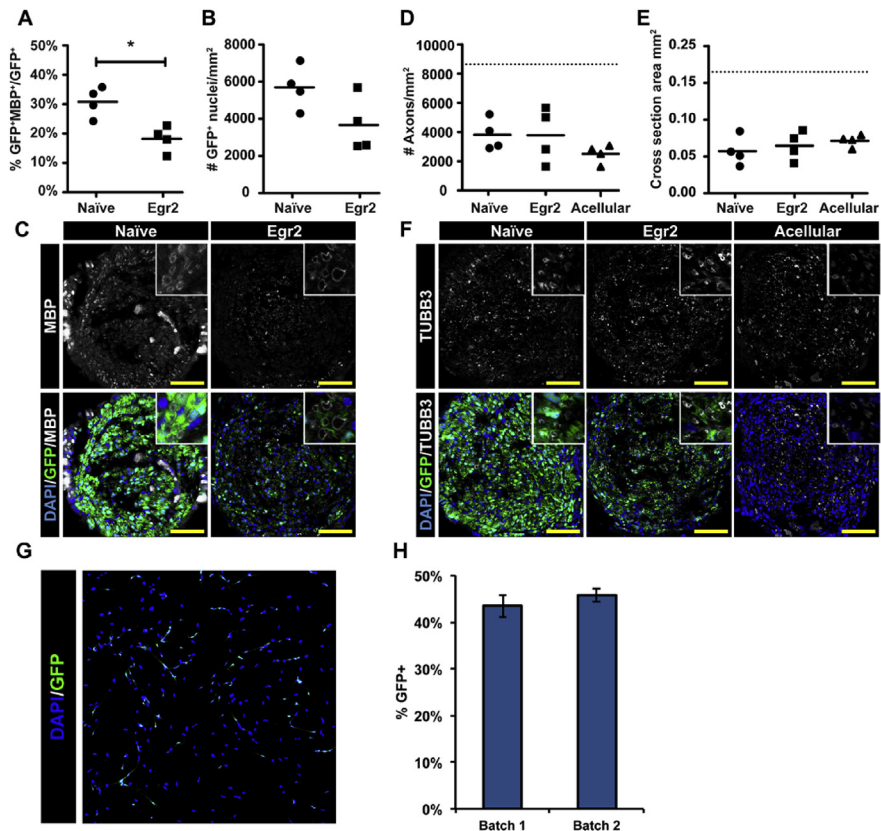 A
% GFP⁺MBP⁺/GFP⁺
50%
40%
30%
20%
10%
0%
*
Naïve Egr2
B
# GFP⁺ nuclei/mm²
8000
6000
4000
2000
0
Naïve Egr2
D
# Axons/mm²
10000
8000
6000
4000
2000
0
Naïve Egr2 Acellular
E
Cross section area mm²
0.25
0.15
0.10
0.05
0.00
Naïve Egr2 Acellular
C
Naïve Egr2
MBP
DAPI/GFP/MBP
F
Naïve Egr2 Acellular
TUBB3
DAPI/GFP/TUBB3
G
DAPI/GFP
H
% GFP+
50%
40%
30%
20%
10%
0%
Batch 1 Batch 2